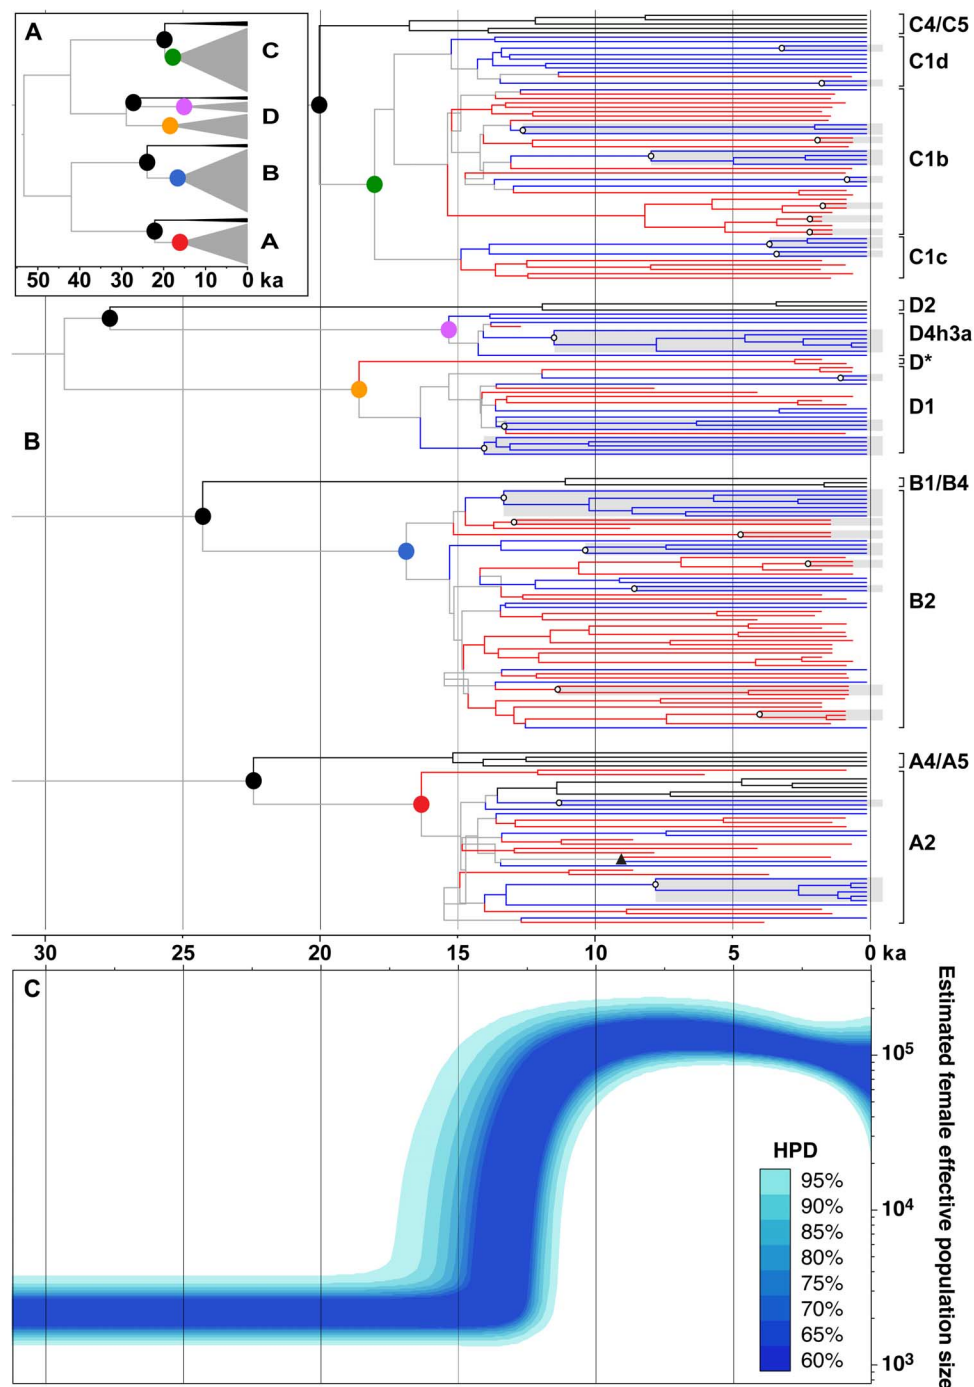 A
C
D
B
A
50 40 30 20 10 0 ka
C4/C5
C1d
C1b
C1c
D2
D4h3a
D*
D1
B
B1/B4
B2
A4/A5
A2
30 25 20 15 10 5 0 ka
C
Estimated female effective population size
10⁵
10⁴
10³
HPD
95%
90%
85%
80%
75%
70%
65%
60%